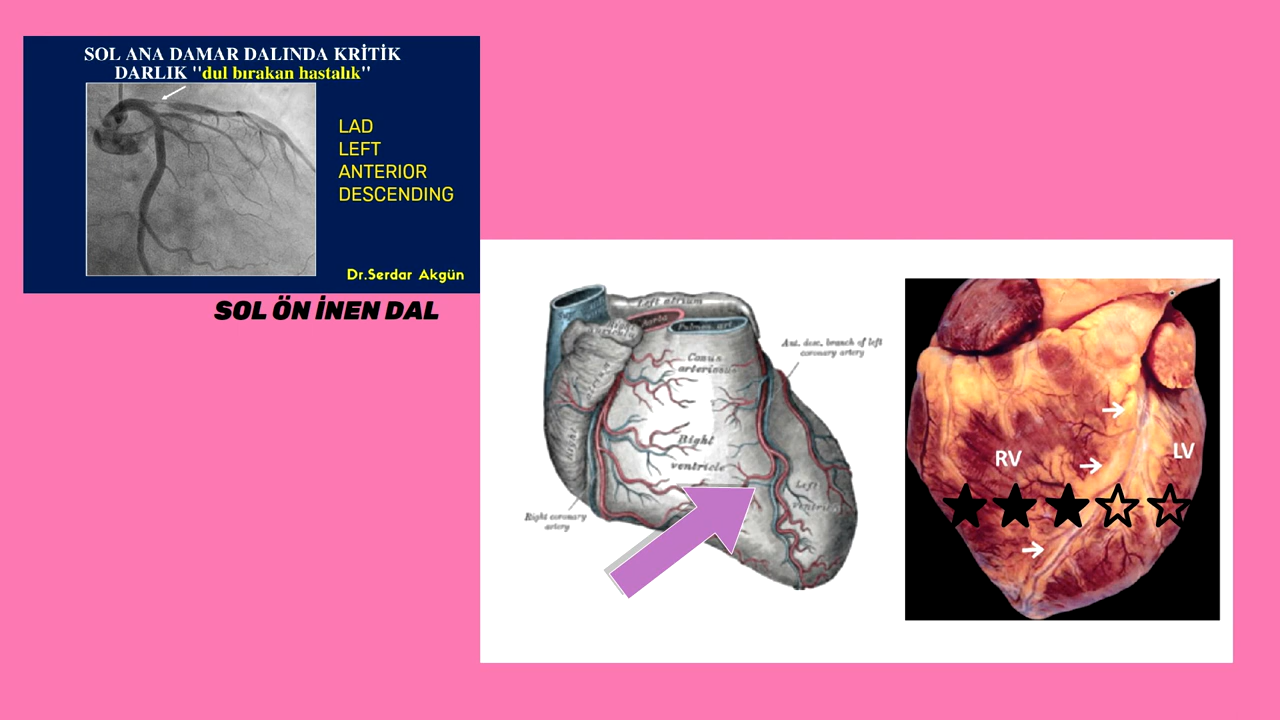 SOL ANA DAMAR DALINDA KRİTİK
DARLIK "dul bırakan hastalık"
LAD
LEFT
ANTERIOR
DESCENDING
Dr.Serdar Akgün
SOL ÖN İNEN DAL
Left atrium
Aorta
Pulmon. art
Ant. desc. branch of left
coronary artery
Conus
arteriosus
Right
ventricle
Left
ventricle
Right coronary
artery
RV
LV